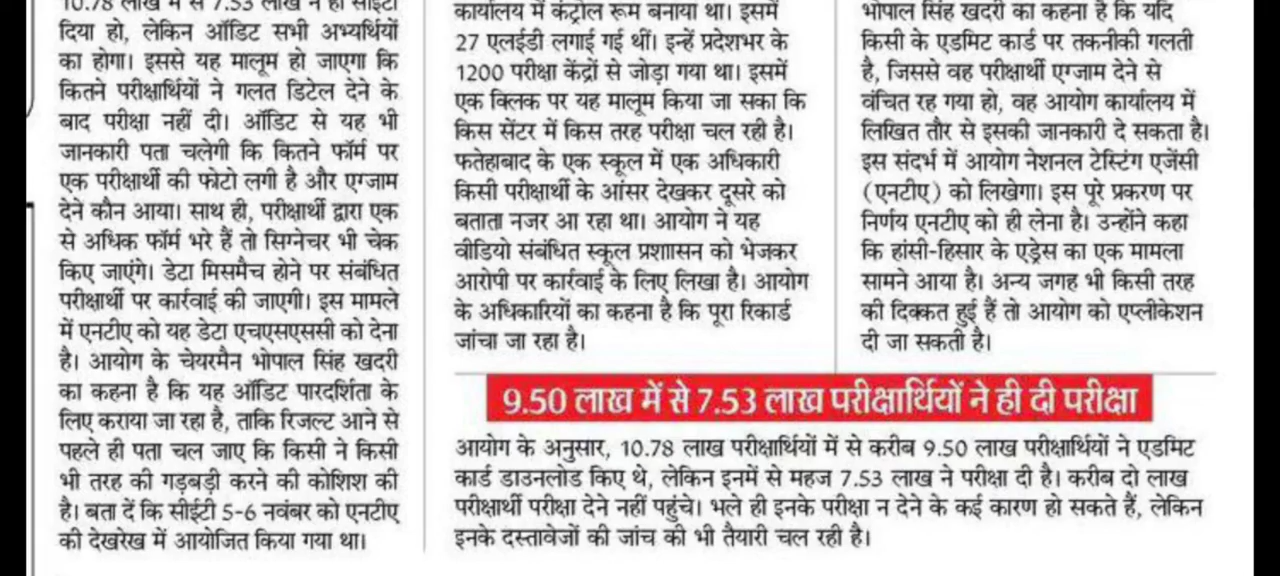 10.78 लाख में से 7.53 लाख ने ही सीईटी
दिया हो, लेकिन ऑडिट सभी अभ्यर्थियों
का होगा। इससे यह मालूम हो जाएगा कि
कितने परीक्षार्थियों ने गलत डिटेल देने के
बाद परीक्षा नहीं दी। ऑडिट से यह भी
जानकारी पता चलेगी कि कितने फॉर्म पर
एक परीक्षार्थी की फोटो लगी है और एग्जाम
देने कौन आया। साथ ही, परीक्षार्थी द्वारा एक
से अधिक फॉर्म भरे हैं तो सिग्नेचर भी चेक
किए जाएंगे। डेटा मिसमैच होने पर संबंधित
परीक्षार्थी पर कार्रवाई की जाएगी। इस मामले
में एनटीए को यह डेटा एचएसएससी को देना
है। आयोग के चेयरमैन भोपाल सिंह खदरी
का कहना है कि यह ऑडिट पारदर्शिता के
लिए कराया जा रहा है, ताकि रिजल्ट आने से
पहले ही पता चल जाए कि किसी ने किसी
भी तरह की गड़बड़ी करने की कोशिश की
है। बता दें कि सीईटी 5-6 नवंबर को एनटीए
की देखरेख में आयोजित किया गया था।
कार्यालय में कंट्रोल रूम बनाया था। इसमें
27 एलईडी लगाई गई थीं। इन्हें प्रदेशभर के
1200 परीक्षा केंद्रों से जोड़ा गया था। इसमें
एक क्लिक पर यह मालूम किया जा सका कि
किस सेंटर में किस तरह परीक्षा चल रही है।
फतेहाबाद के एक स्कूल में एक अधिकारी
किसी परीक्षार्थी के आंसर देखकर दूसरे को
बताता नजर आ रहा था। आयोग ने यह
वीडियो संबंधित स्कूल प्रशाासन को भेजकर
आरोपी पर कार्रवाई के लिए लिखा है। आयोग
के अधिकारियों का कहना है कि पूरा रिकार्ड
जांचा जा रहा है।
भोपाल सिंह खदरी का कहना है कि यदि
किसी के एडमिट कार्ड पर तकनीकी गलती
है, जिससे वह परीक्षार्थी एग्जाम देने से
वंचित रह गया हो, वह आयोग कार्यालय में
लिखित तौर से इसकी जानकारी दे सकता है।
इस संदर्भ में आयोग नेशनल टेस्टिंग एजेंसी
(एनटीए) को लिखेगा। इस पूरे प्रकरण पर
निर्णय एनटीए को ही लेना है। उन्होंने कहा
कि हांसी-हिसार के एड्रेस का एक मामला
सामने आया है। अन्य जगह भी किसी तरह
की दिक्कत हुई हैं तो आयोग को एप्लीकेशन
दी जा सकती है।
9.50 लाख में से 7.53 लाख परीक्षार्थियों ने ही दी परीक्षा
आयोग के अनुसार, 10.78 लाख परीक्षार्थियों में से करीब 9.50 लाख परीक्षार्थियों ने एडमिट
कार्ड डाउनलोड किए थे, लेकिन इनमें से महज 7.53 लाख ने परीक्षा दी है। करीब दो लाख
परीक्षार्थी परीक्षा देने नहीं पहुंचे। भले ही इनके परीक्षा न देने के कई कारण हो सकते हैं, लेकिन
इनके दस्तावेजों की जांच की भी तैयारी चल रही है।